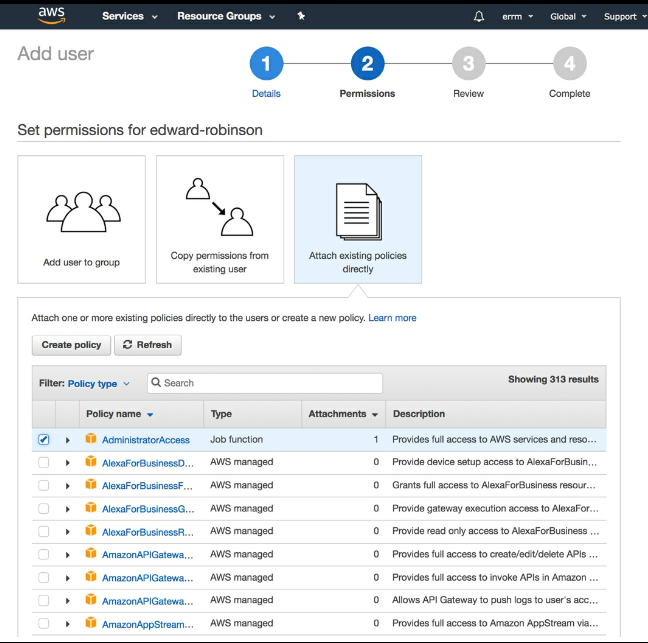 aws Services Resource Groups errm Global Support
Add user
1 2 3 4
Details Permissions Review Complete
Set permissions for edward-robinson
Add user to group
Copy permissions from
existing user
Attach existing policies
directly
Attach one or more existing policies directly to the users or create a new policy. Learn more
Create policy Refresh
Filter: Policy type Search Showing 313 results
Policy name Type Attachments Description
AdministratorAccess Job function 1 Provides full access to AWS services and reso...
AlexaForBusinessD... AWS managed 0 Provide device setup access to AlexaForBusin...
AlexaForBusinessF... AWS managed 0 Grants full access to AlexaForBusiness resour...
AlexaForBusinessG... AWS managed 0 Provide gateway execution access to AlexaFor...
AlexaForBusinessR... AWS managed 0 Provide read only access to AlexaForBusiness ...
AmazonAPIGatewa... AWS managed 0 Provides full access to create/edit/delete APIs ...
AmazonAPIGatewa... AWS managed 0 Provides full access to invoke APIs in Amazon ...
AmazonAPIGatewa... AWS managed 0 Allows API Gateway to push logs to user's acc...
AmazonAppStream... AWS managed 0 Provides full access to Amazon AppStream via...